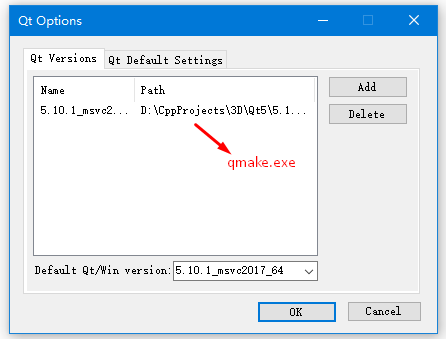 Qt Options
Qt Versions Qt Default Settings
Name Path
5.10.1_msvc2... D:\CppProjects\3D\Qt5\5.1...
qmake.exe
Add
Delete
Default Qt/Win version: 5.10.1_msvc2017_64
OK Cancel